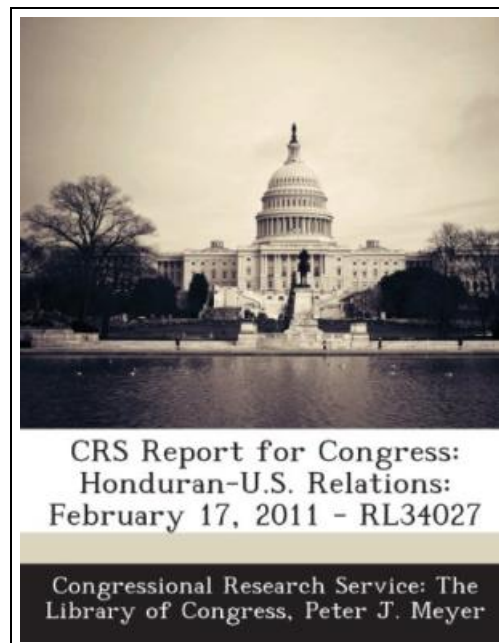 CRS Report for Congress:
Honduran-U.S. Relations:
February 17, 2011 - RL34027
Congressional Research Service: The
Library of Congress, Peter J. Meyer